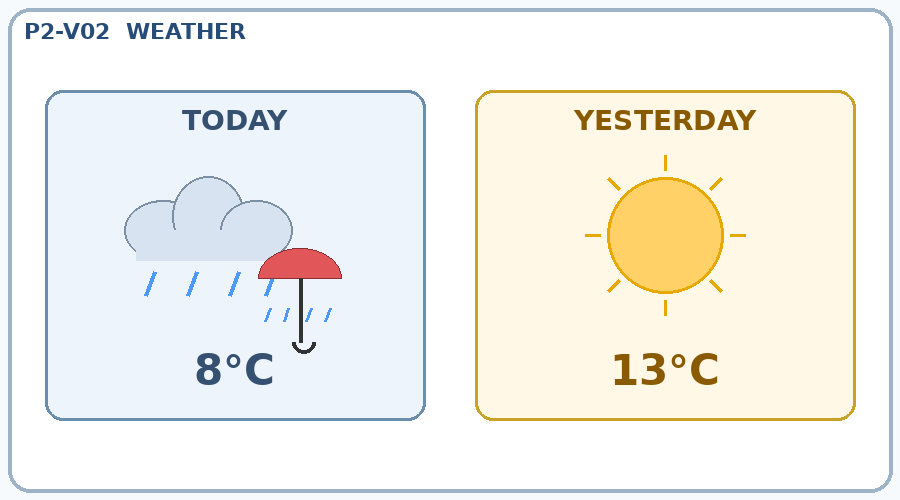 P2-V02 WEATHER
TODAY
8°C
YESTERDAY
13°C